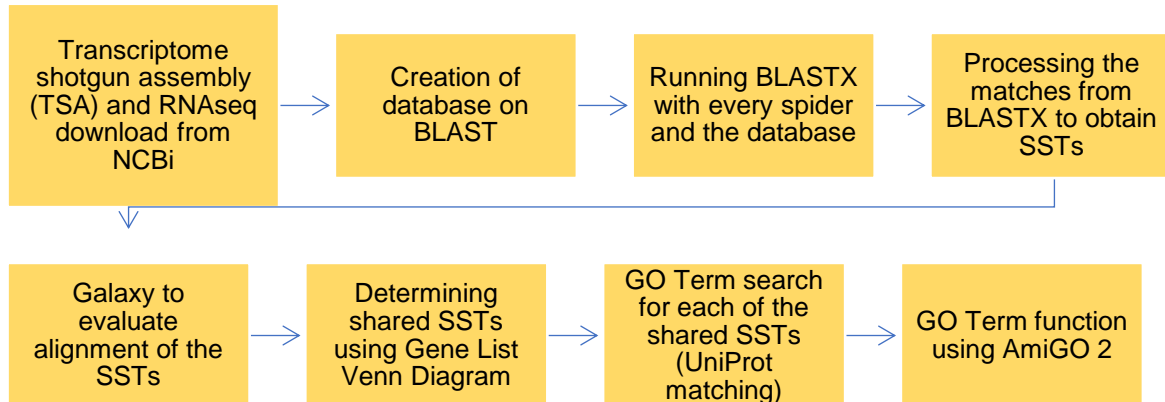 Transcriptome
shotgun assembly
(TSA) and RNAseq
download from
NCBi
Creation of
database on
BLAST
Running BLASTX
with every spider
and the database
Processing the
matches from
BLASTX to obtain
SSTs
Galaxy to
evaluate
alignment of the
SSTs
Determining
shared SSTs
using Gene List
Venn Diagram
GO Term search
for each of the
shared SSTs
(UniProt
matching)
GO Term function
using AmiGO 2